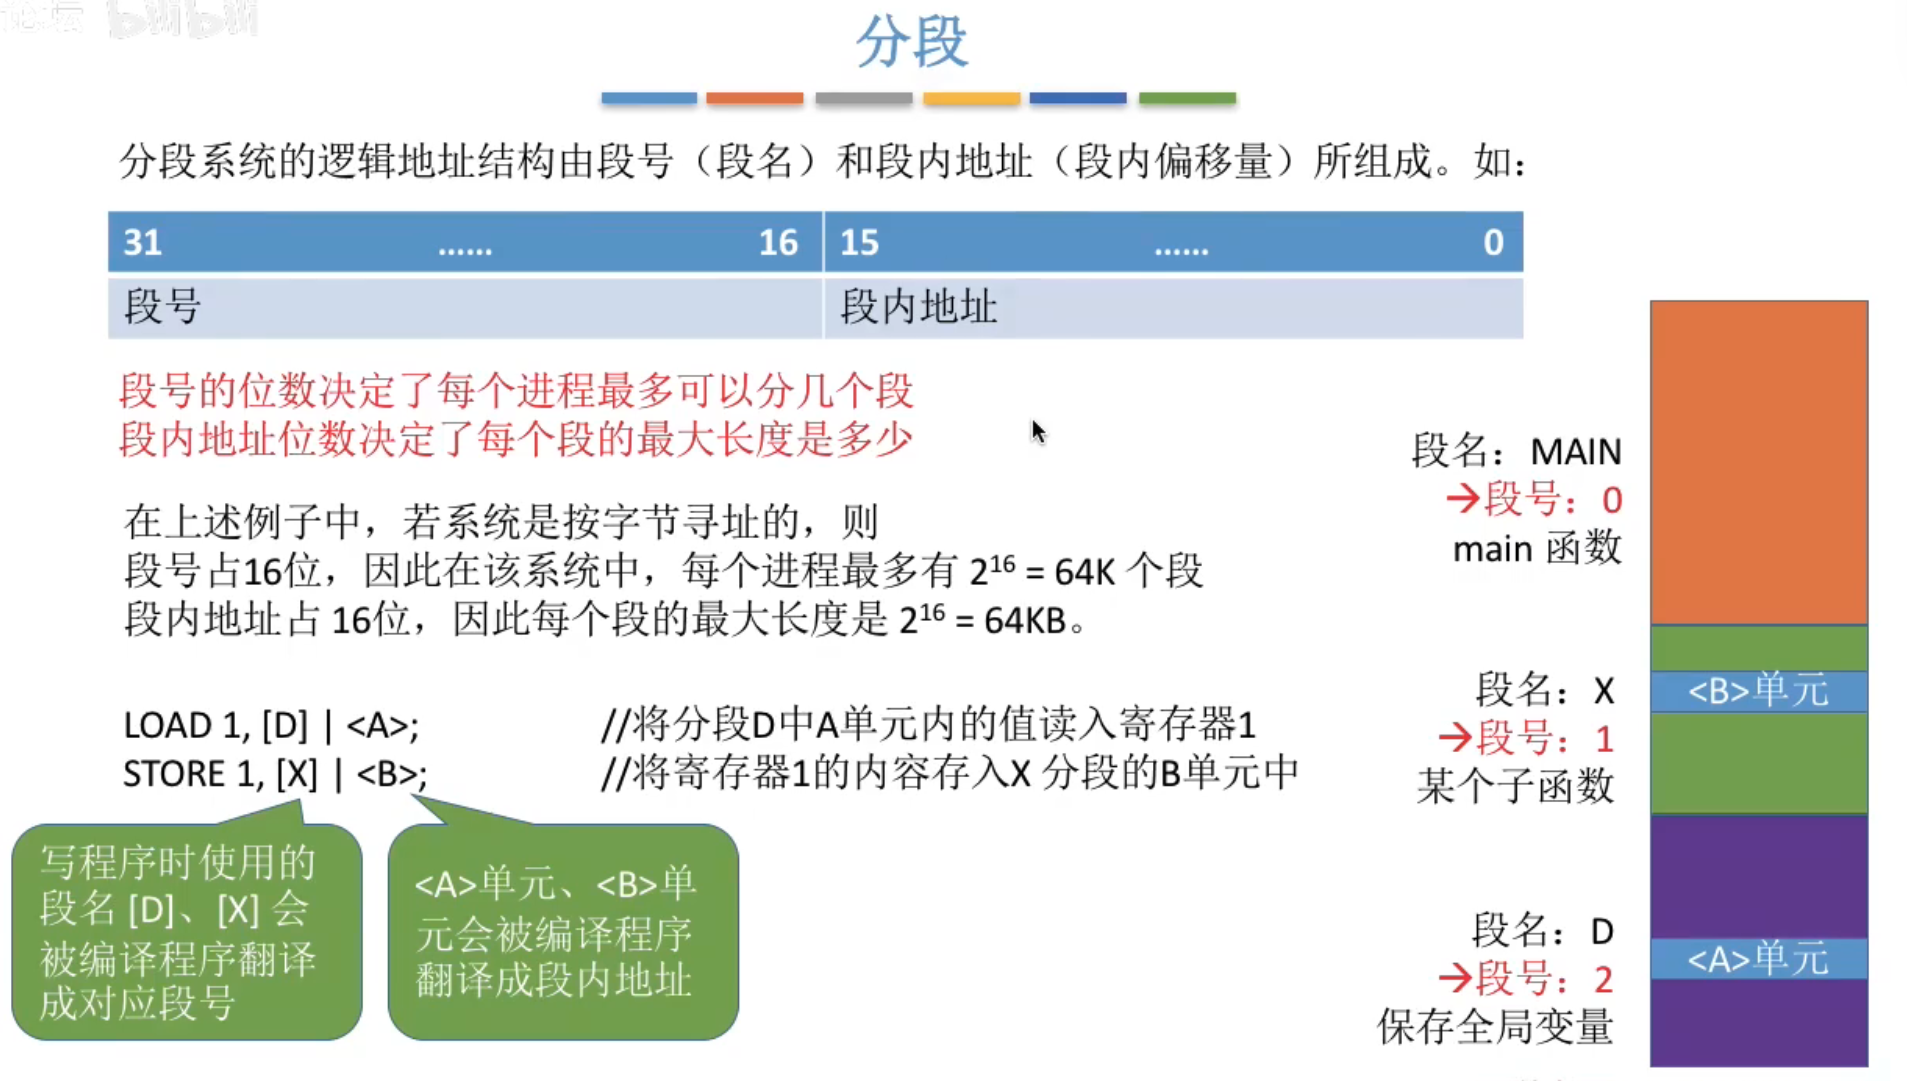 论坛 bilibili
分段
分段系统的逻辑地址结构由段号（段名）和段内地址（段内偏移量）所组成。如：
31 …… 16 15 …… 0
段号 段内地址
段号的位数决定了每个进程最多可以分几个段
段内地址位数决定了每个段的最大长度是多少
在上述例子中，若系统是按字节寻址的，则
段号占16位，因此在该系统中，每个进程最多有 2¹⁶ = 64K 个段
段内地址占 16位，因此每个段的最大长度是 2¹⁶ = 64KB。
LOAD 1, [D] | <A>; //将分段D中A单元内的值读入寄存器1
STORE 1, [X] | <B>; //将寄存器1的内容存入X 分段的B单元中
写程序时使用的
段名 [D]、[X] 会
被编译程序翻译
成对应段号
<A>单元、<B>单
元会被编译程序
翻译成段内地址
段名：MAIN
→段号：0
main 函数
段名：X
→段号：1
某个子函数
<B>单元
段名：D
→段号：2
保存全局变量
<A>单元